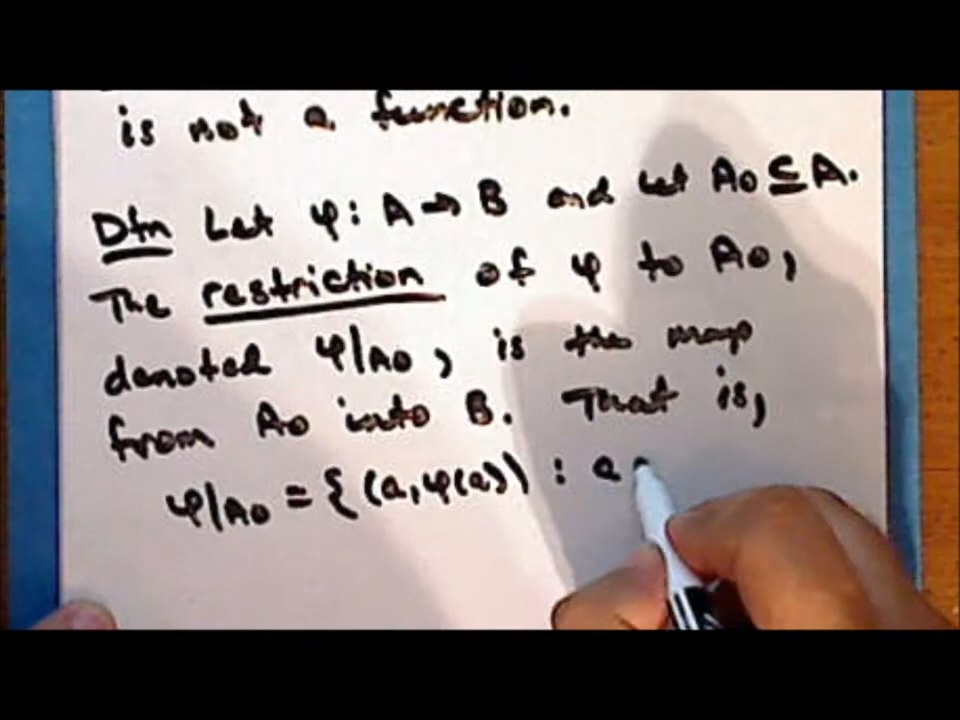 is not a function.
Dfn Let φ: A → B and let A0 ⊆ A.
The restriction of φ to A0,
denoted φ|A0, is the map
from A0 into B. That is,
φ|A0 = { (a, φ(a)) : a